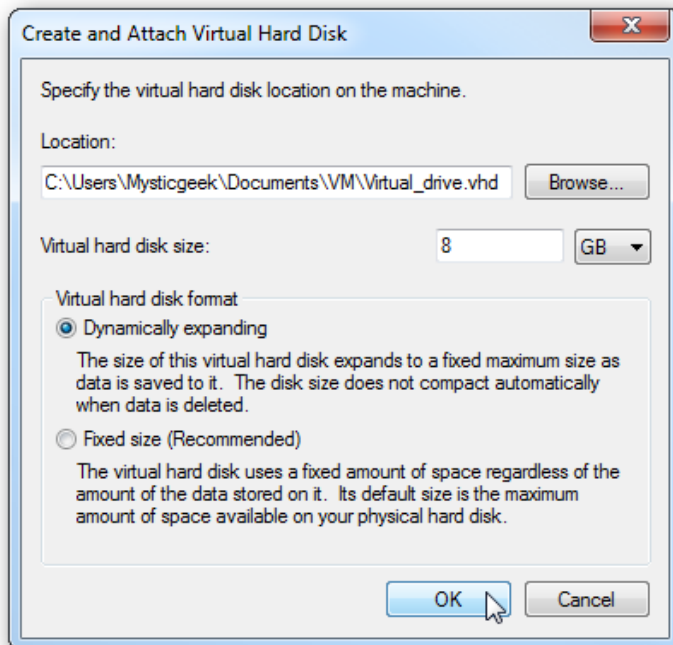 Create and Attach Virtual Hard Disk
Specify the virtual hard disk location on the machine.
Location:
C:\Users\Mysticgeek\Documents\VM\Virtual_drive.vhd Browse...
Virtual hard disk size: 8 GB
Virtual hard disk format
Dynamically expanding
The size of this virtual hard disk expands to a fixed maximum size as
data is saved to it. The disk size does not compact automatically
when data is deleted.
Fixed size (Recommended)
The virtual hard disk uses a fixed amount of space regardless of the
amount of the data stored on it. Its default size is the maximum
amount of space available on your physical hard disk.
OK Cancel